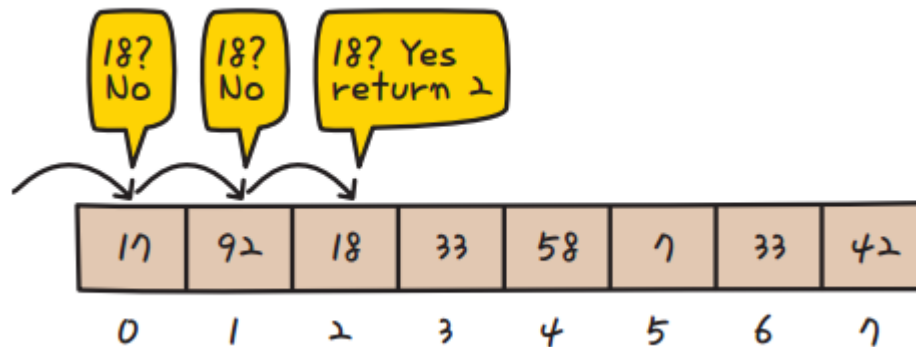 18?
No
18?
No
18? Yes
return 2
17 92 18 33 58 7 33 42
0 1 2 3 4 5 6 7